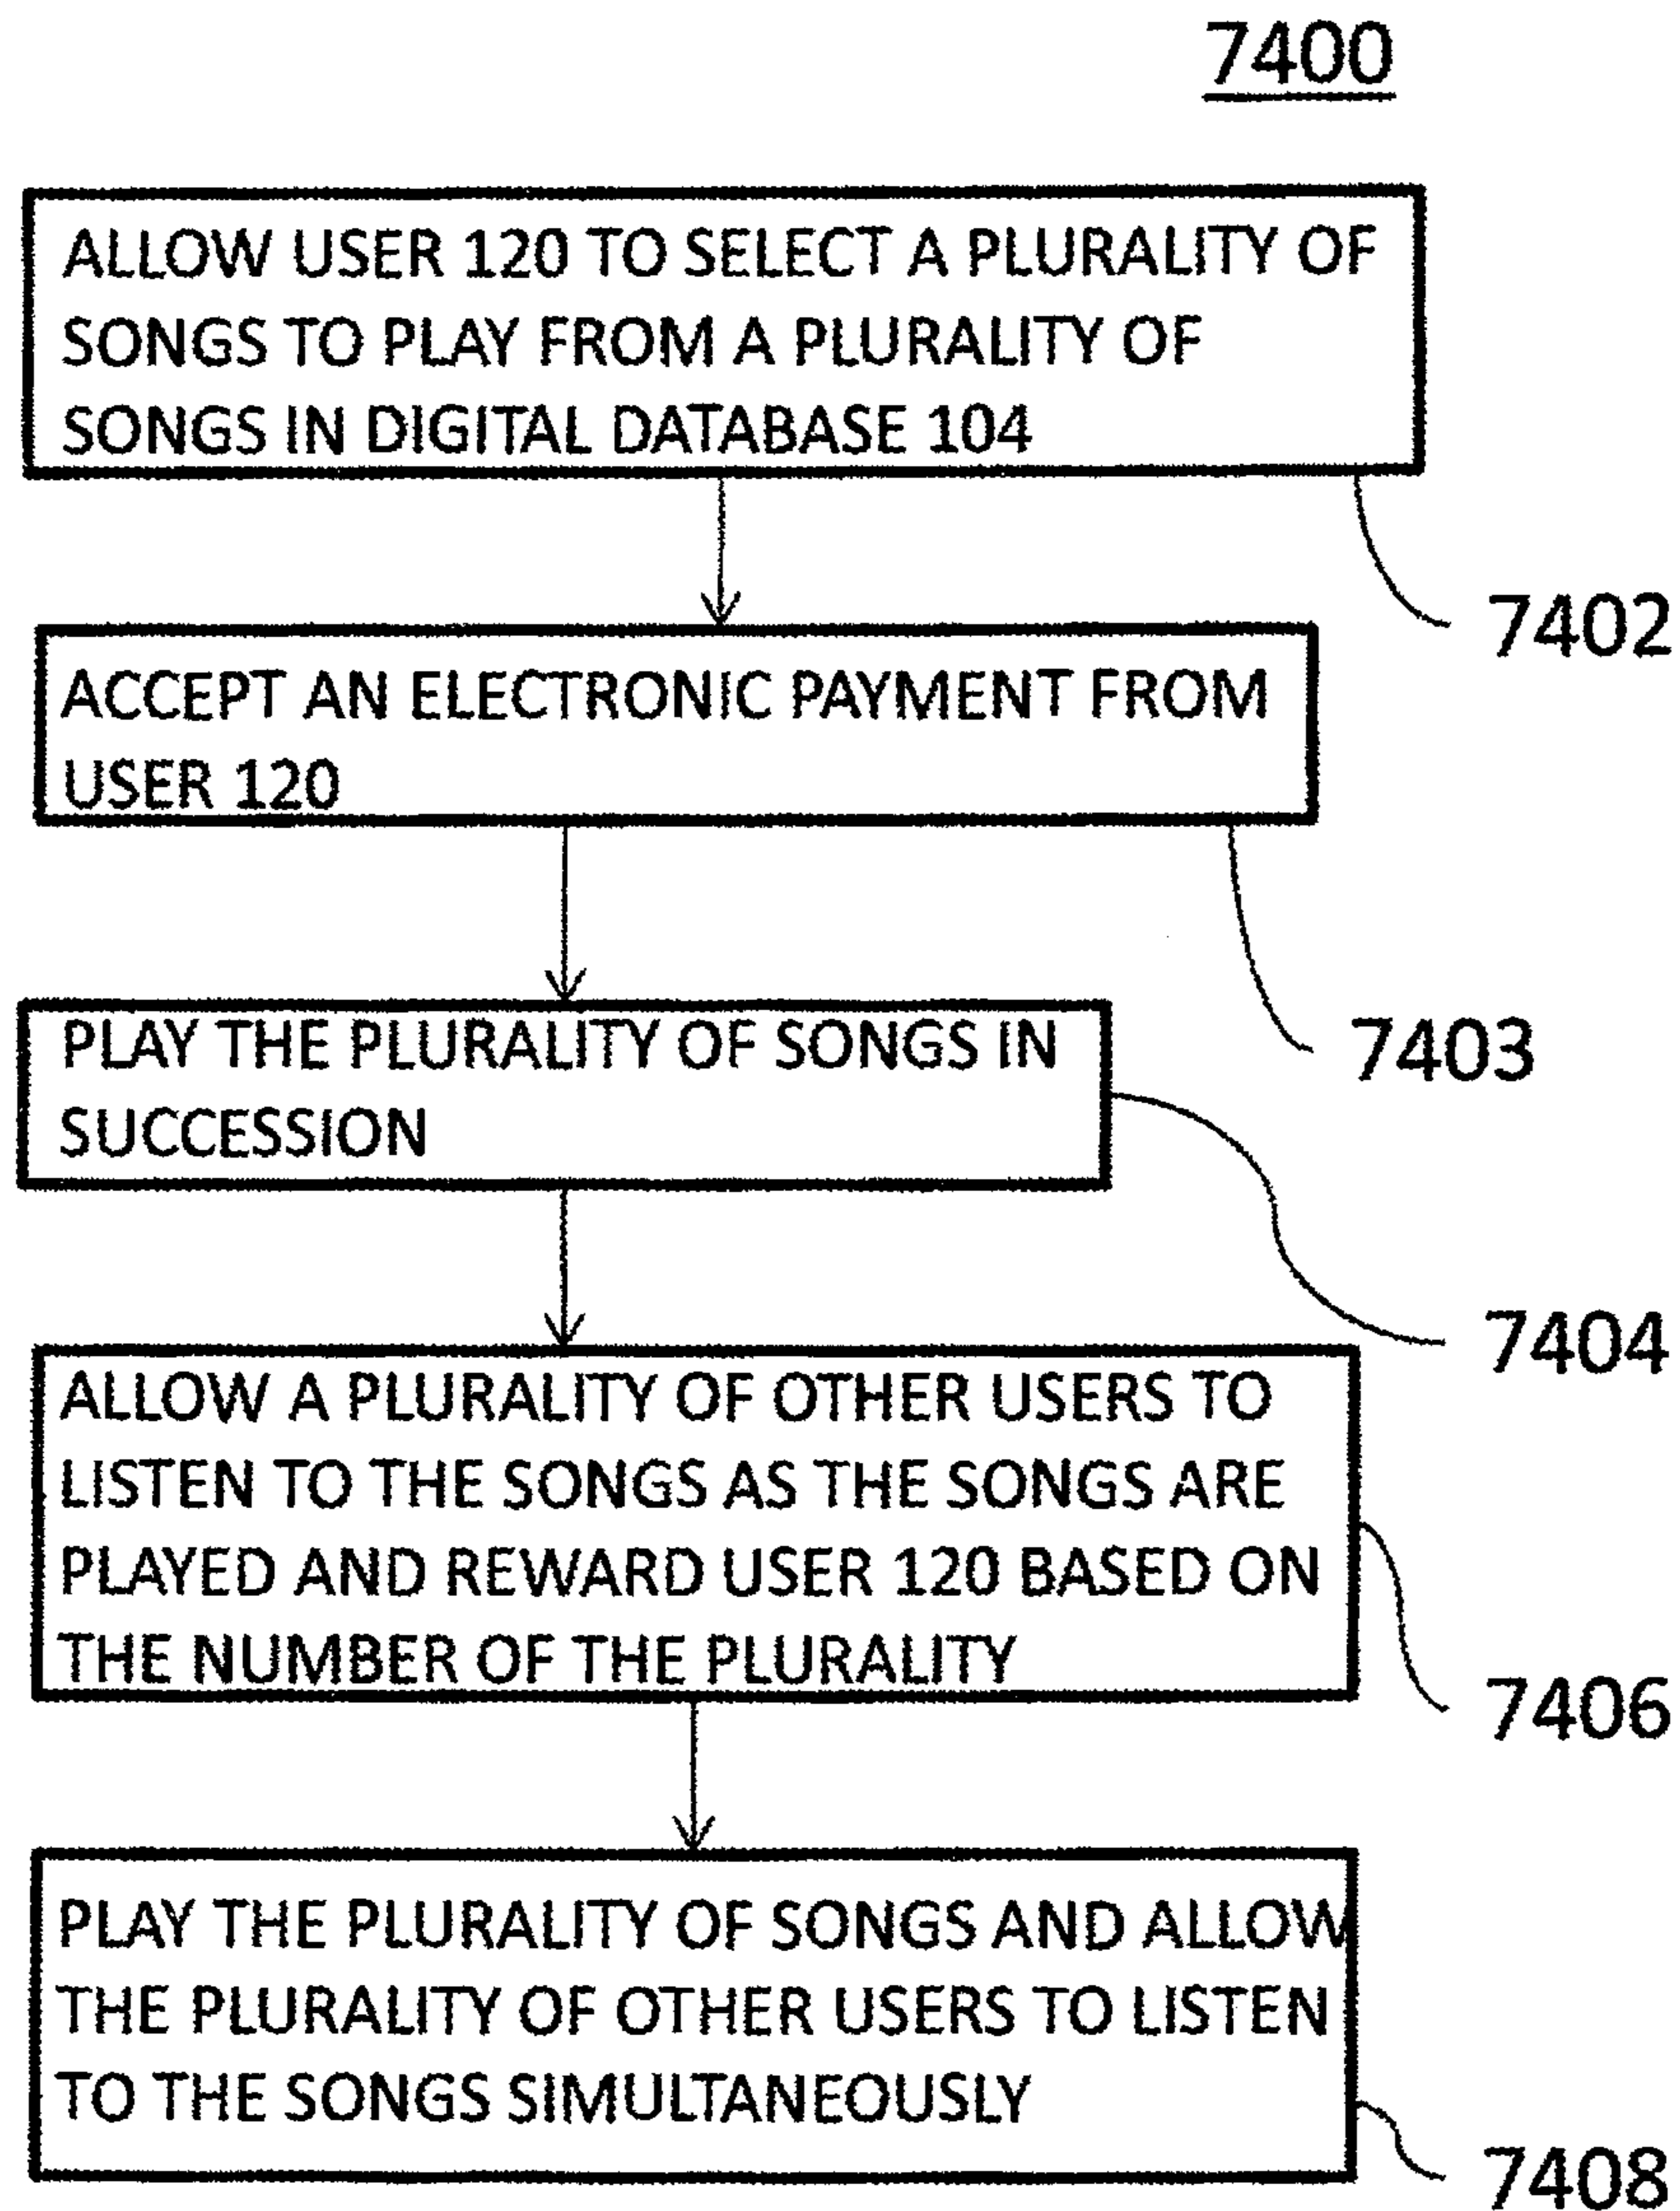 7400
ALLOW USER 120 TO SELECT A PLURALITY OF
SONGS TO PLAY FROM A PLURALITY OF
SONGS IN DIGITAL DATABASE 104
7402
ACCEPT AN ELECTRONIC PAYMENT FROM
USER 120
7403
PLAY THE PLURALITY OF SONGS IN
SUCCESSION
7404
ALLOW A PLURALITY OF OTHER USERS TO
LISTEN TO THE SONGS AS THE SONGS ARE
PLAYED AND REWARD USER 120 BASED ON
THE NUMBER OF THE PLURALITY
7406
PLAY THE PLURALITY OF SONGS AND ALLOW
THE PLURALITY OF OTHER USERS TO LISTEN
TO THE SONGS SIMULTANEOUSLY
7408